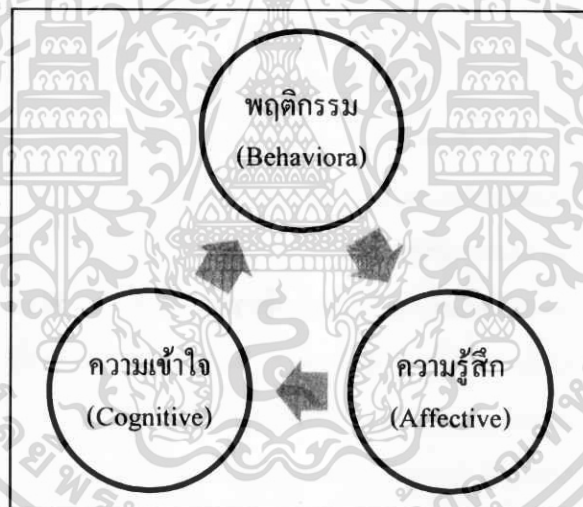 พฤติกรรม
(Behaviora)
ความเข้าใจ
(Cognitive)
ความรู้สึก
(Affective)